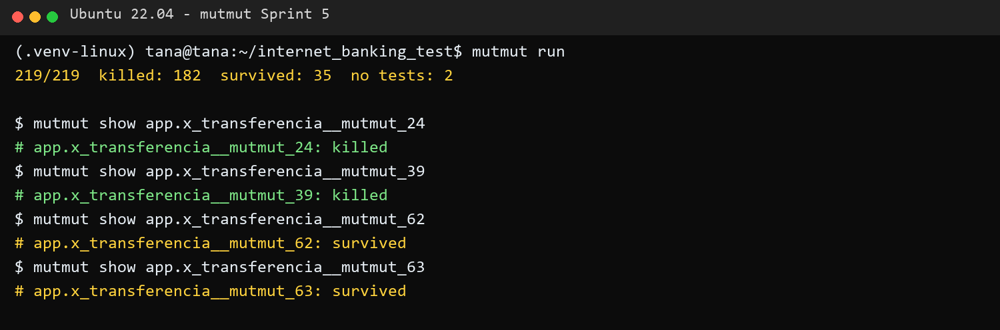 Ubuntu 22.04 - mutmut Sprint 5
(.venv-linux) tana@tana:~/internet_banking_test$ mutmut run
219/219  killed: 182  survived: 35  no tests: 2
$ mutmut show app.x_transferencia__mutmut_24
# app.x_transferencia__mutmut_24: killed
$ mutmut show app.x_transferencia__mutmut_39
# app.x_transferencia__mutmut_39: killed
$ mutmut show app.x_transferencia__mutmut_62
# app.x_transferencia__mutmut_62: survived
$ mutmut show app.x_transferencia__mutmut_63
# app.x_transferencia__mutmut_63: survived